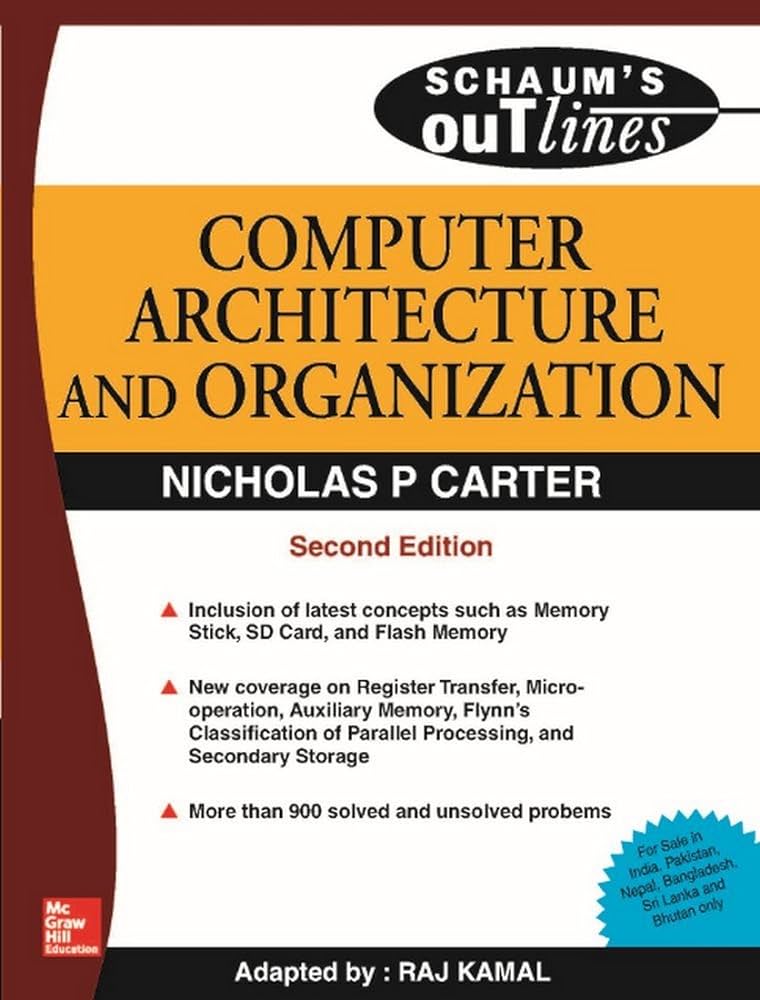 SCHAUM'S
ouTlines
COMPUTER
ARCHITECTURE
AND ORGANIZATION
NICHOLAS P CARTER
Second Edition
▲ Inclusion of latest concepts such as Memory
Stick, SD Card, and Flash Memory
▲ New coverage on Register Transfer, Micro-
operation, Auxiliary Memory, Flynn's
Classification of Parallel Processing, and
Secondary Storage
▲ More than 900 solved and unsolved probems
For Sale in
India, Pakistan,
Nepal, Bangladesh,
Sri Lanka and
Bhutan only
Mc
Graw
Hill
Education
Adapted by : RAJ KAMAL